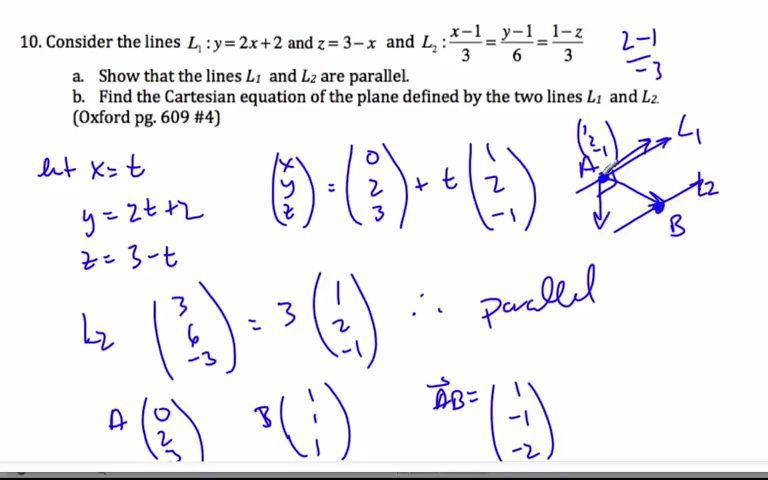 10. Consider the lines L₁ : y = 2x + 2 and z = 3 − x and L₂ : (x−1)/3 = (y−1)/6 = (1−z)/3
a. Show that the lines L₁ and L₂ are parallel.
b. Find the Cartesian equation of the plane defined by the two lines L₁ and L₂.
(Oxford pg. 609 #4)
z−1
−3
let x = t
y = 2t + 2
z = 3 − t
(x y z) = (0 2 3) + t (1 2 −1)
(1 2 −1)
L₁
A
L2
B
L₂ (3 6 −3) = 3 (1 2 −1) ∴ parallel
A (0 2 3) B (1 1 1) AB = (1 −1 −2)